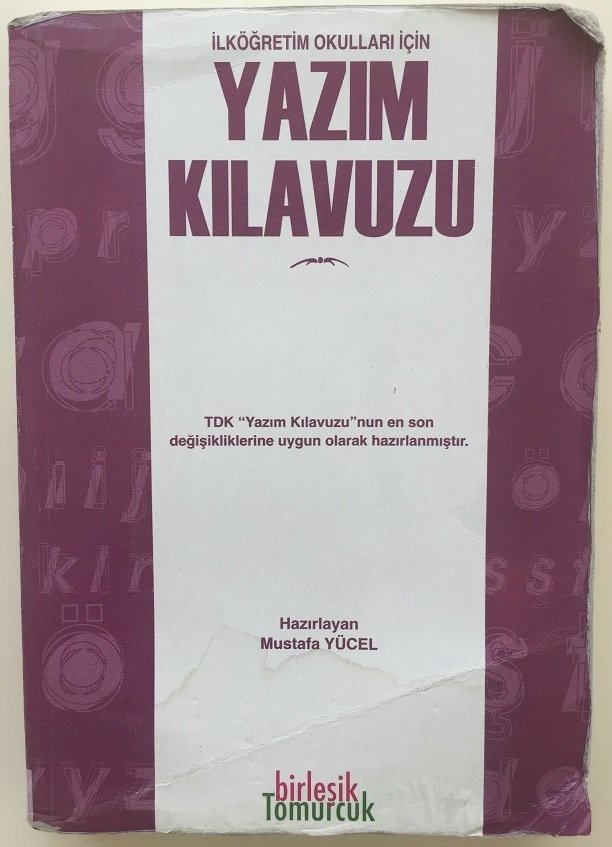 İLKÖĞRETİM OKULLARI İÇİN
YAZIM
KILAVUZU
TDK “Yazım Kılavuzu”nun en son
değişikliklerine uygun olarak hazırlanmıştır.
Hazırlayan
Mustafa YÜCEL
birleşik
Tomurcuk